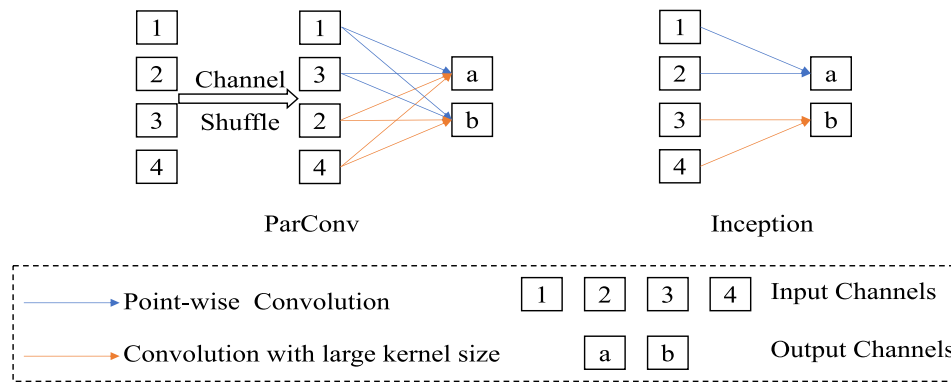 1 1 1
2 3 a 2 a
Channel
Shuffle
3 2 b 3 b
4 4 4
ParConv Inception
Point-wise Convolution 1 2 3 4 Input Channels
Convolution with large kernel size a b Output Channels